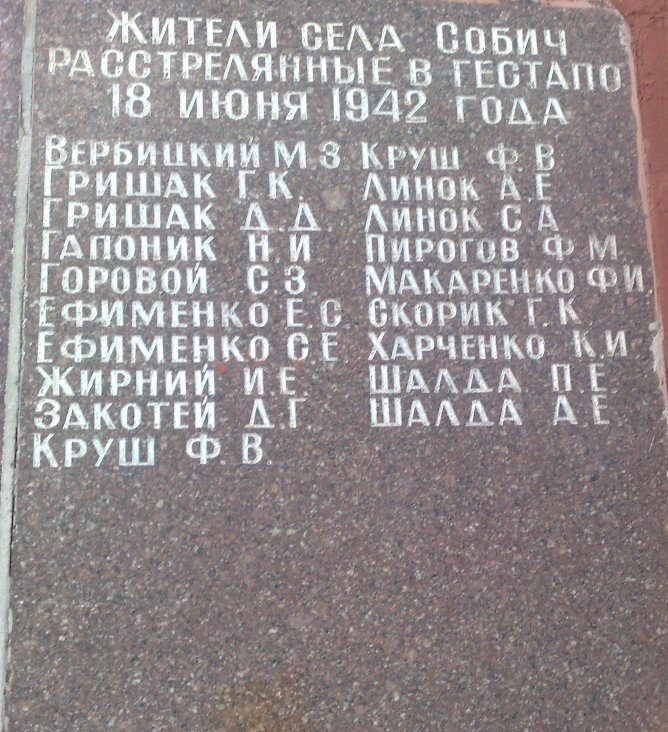 Жители села Собич
расстрелянные в гестапо
18 июня 1942 года
Вербицкий М.З. Круш Ф.В.
Гришак Г.К. Линок А.Е
Гришак Д.Д. Линок С А
Гапоник Н.И Пирогов Ф.М.
Горовой С.З. Макаренко Ф.И.
Ефименко Е.С. Скорик Г.К
Ефименко С.Е. Харченко К.И.
Жирний И.Е Шалда П.Е.
Закотей Д.Г Шалда А.Е.
Круш Ф.В.